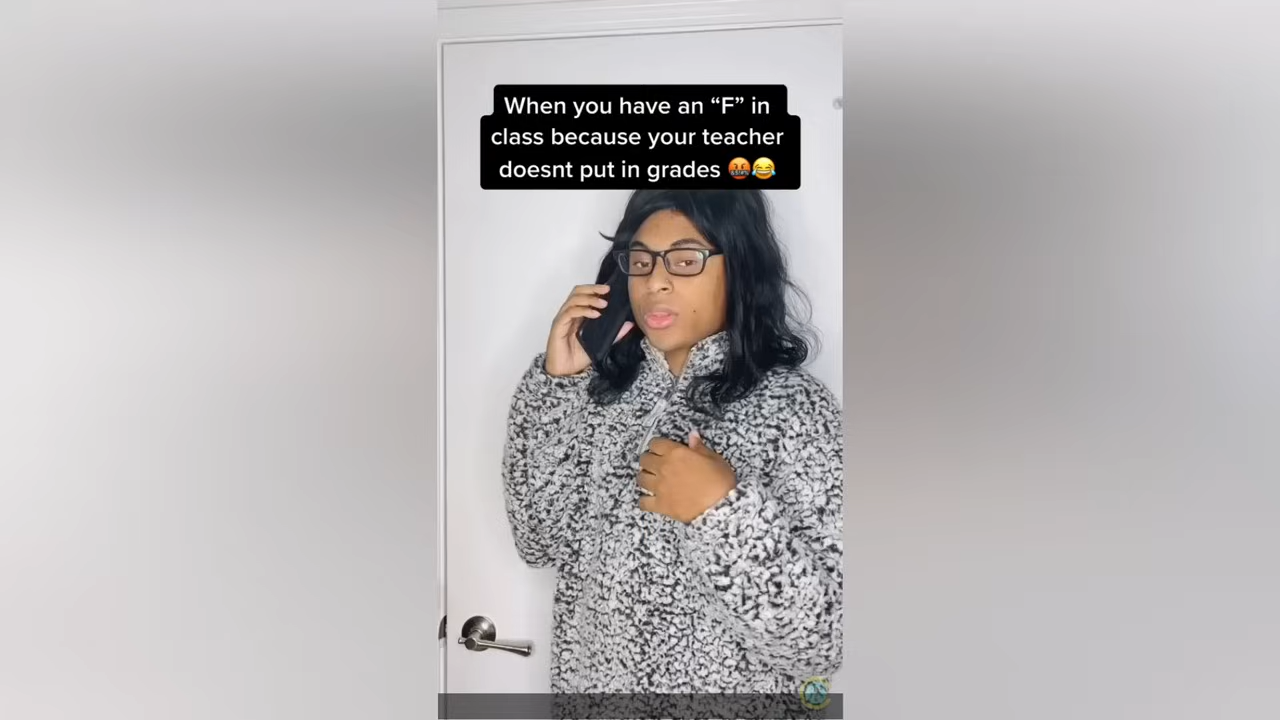 When you have an “F” in
class because your teacher
doesnt put in grades 🤬😂